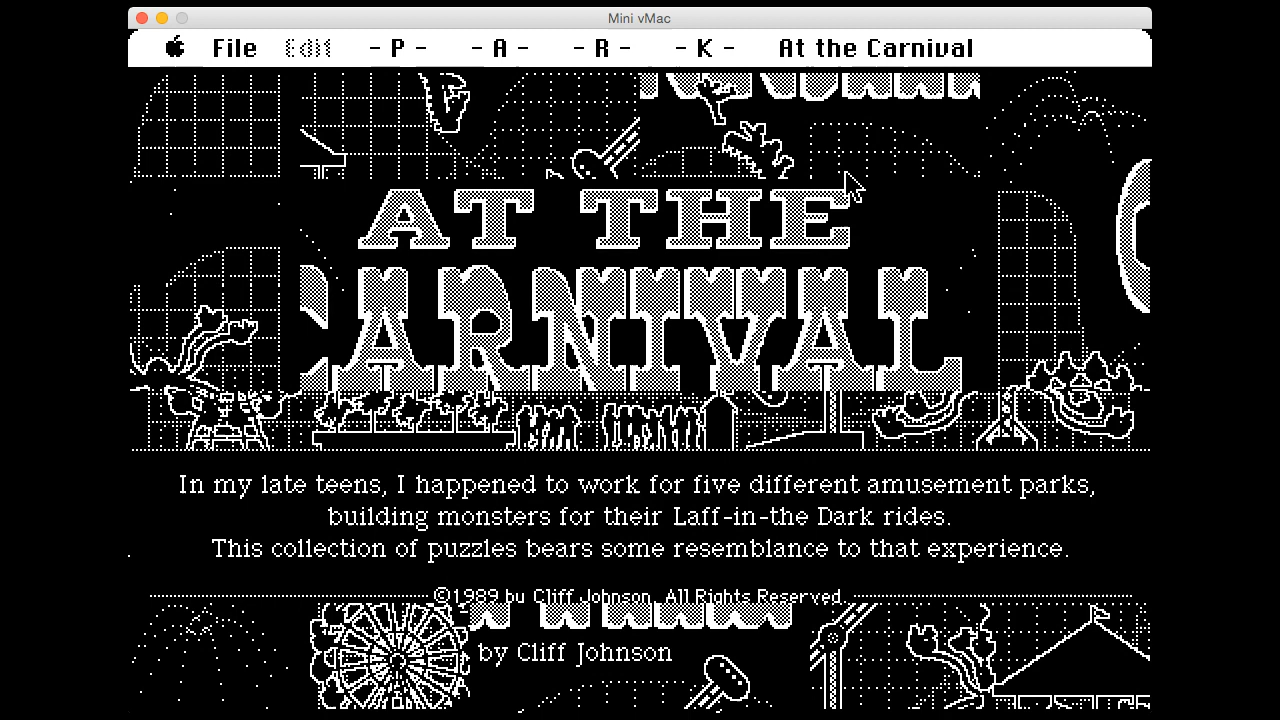 Mini vMac
File Edit - P - - A - - R - - K - At the Carnival
AT THE
CARNIVAL
In my late teens, I happened to work for five different amusement parks,
building monsters for their Laff-in-the Dark rides.
This collection of puzzles bears some resemblance to that experience.
©1989 by Cliff Johnson. All Rights Reserved.
by Cliff Johnson